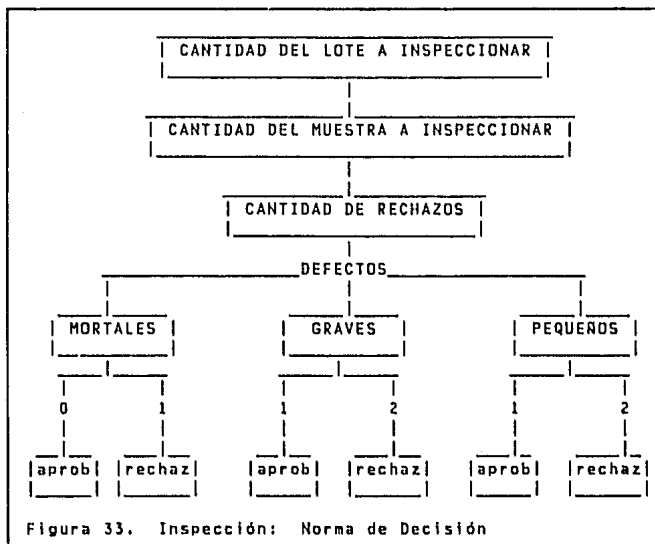 CANTIDAD DEL LOTE A INSPECCIONAR
CANTIDAD DEL MUESTRA A INSPECCIONAR
CANTIDAD DE RECHAZOS
DEFECTOS
MORTALES GRAVES PEQUEÑOS
0 1 1 2 1 2
aprob rechaz aprob rechaz aprob rechaz
Figura 33. Inspección: Norma de Decisión